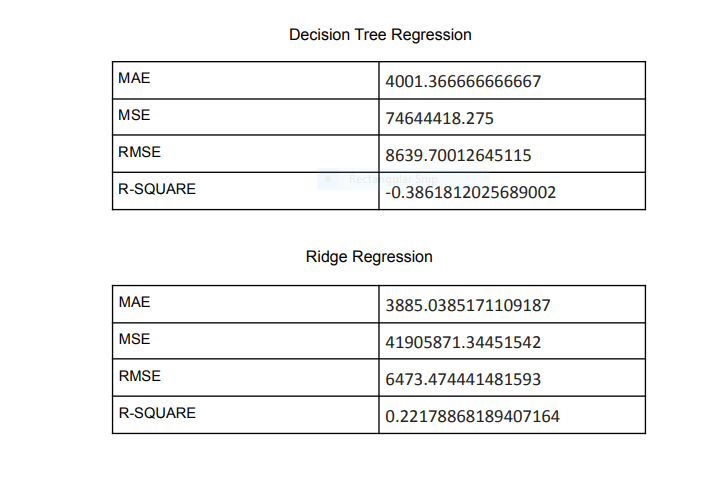 Decision Tree Regression
MAE 4001.366666666667
MSE 74644418.275
RMSE 8639.70012645115
Rectangular Snip
R-SQUARE -0.3861812025689002
Ridge Regression
MAE 3885.0385171109187
MSE 41905871.34451542
RMSE 6473.474441481593
R-SQUARE 0.22178868189407164